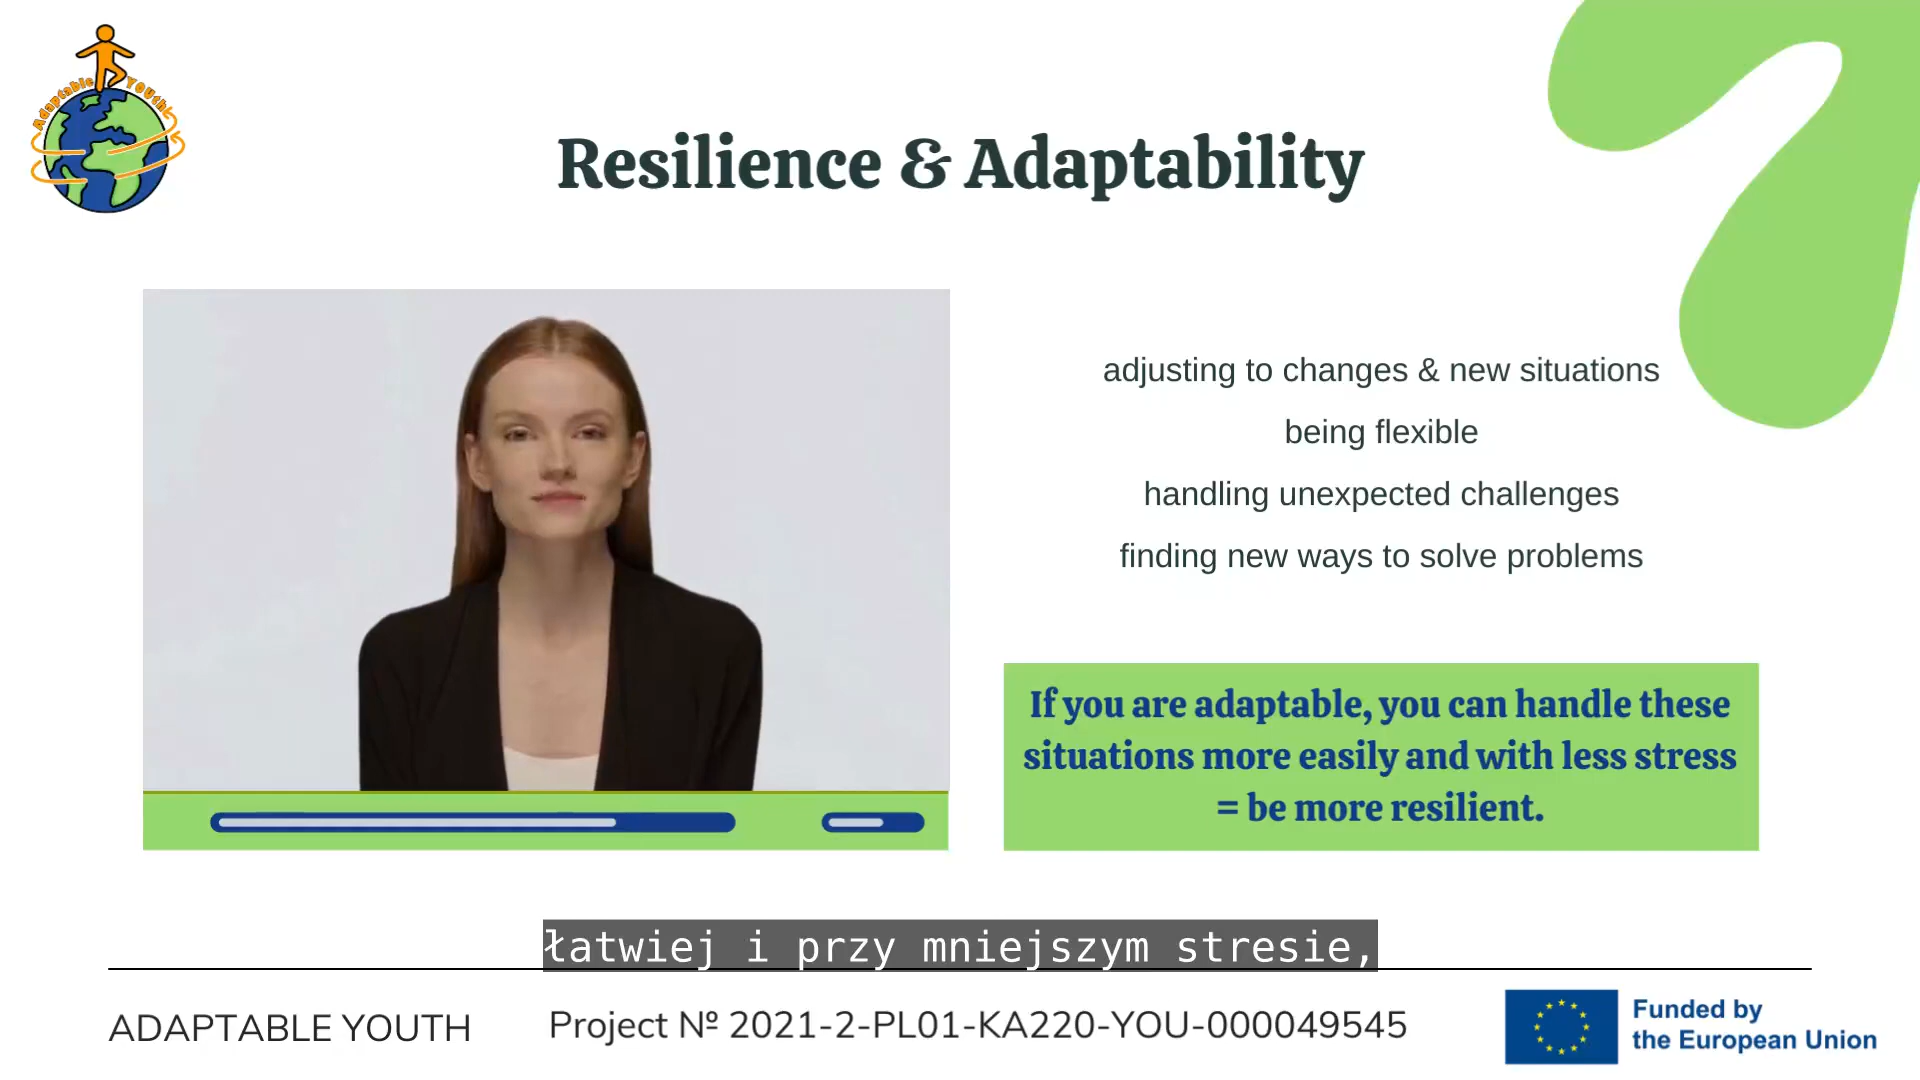 Adaptable YOUth
Resilience & Adaptability
adjusting to changes & new situations
being flexible
handling unexpected challenges
finding new ways to solve problems
If you are adaptable, you can handle these
situations more easily and with less stress
= be more resilient.
łatwiej i przy mniejszym stresie,
ADAPTABLE YOUTH
Project Nº 2021-2-PL01-KA220-YOU-000049545
Funded by
the European Union